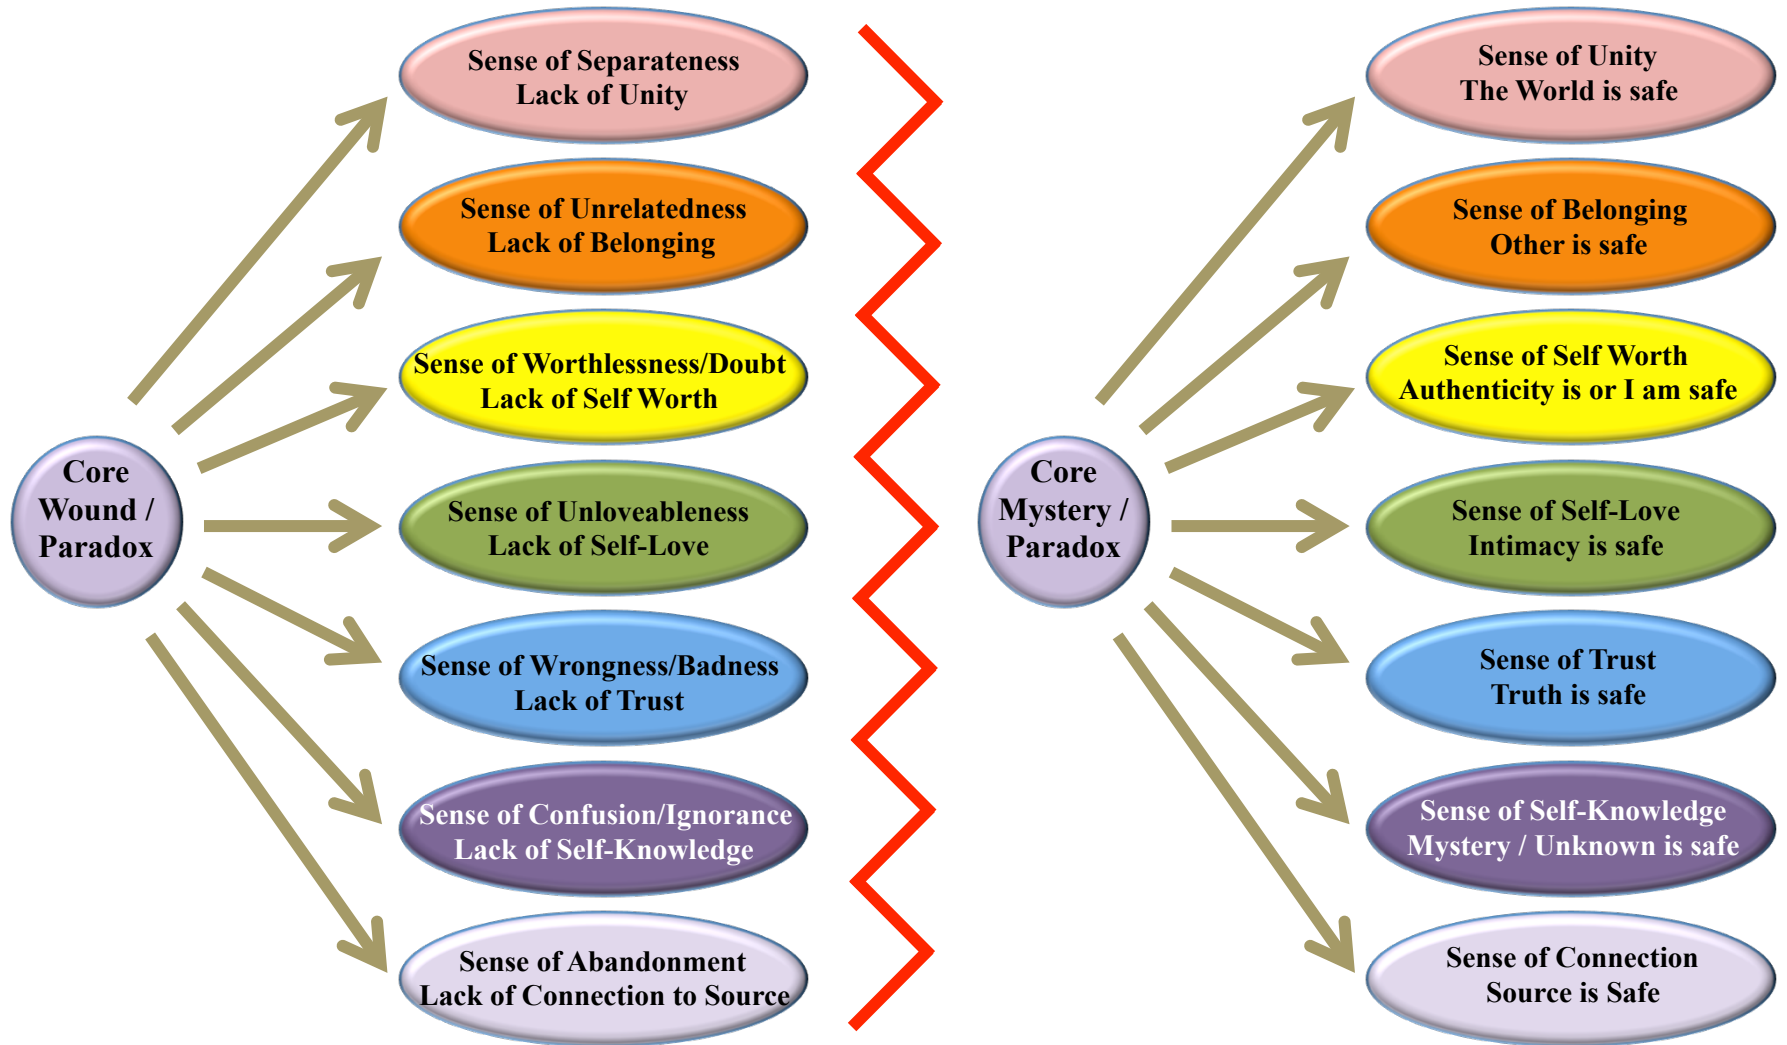 Sense of Separateness
Lack of Unity
Sense of Unrelatedness
Lack of Belonging
Sense of Worthlessness/Doubt
Lack of Self Worth
Core
Wound /
Paradox
Sense of Unloveableness
Lack of Self-Love
Sense of Wrongness/Badness
Lack of Trust
Sense of Confusion/Ignorance
Lack of Self-Knowledge
Sense of Abandonment
Lack of Connection to Source
Sense of Unity
The World is safe
Sense of Belonging
Other is safe
Sense of Self Worth
Authenticity is or I am safe
Core
Mystery /
Paradox
Sense of Self-Love
Intimacy is safe
Sense of Trust
Truth is safe
Sense of Self-Knowledge
Mystery / Unknown is safe
Sense of Connection
Source is Safe